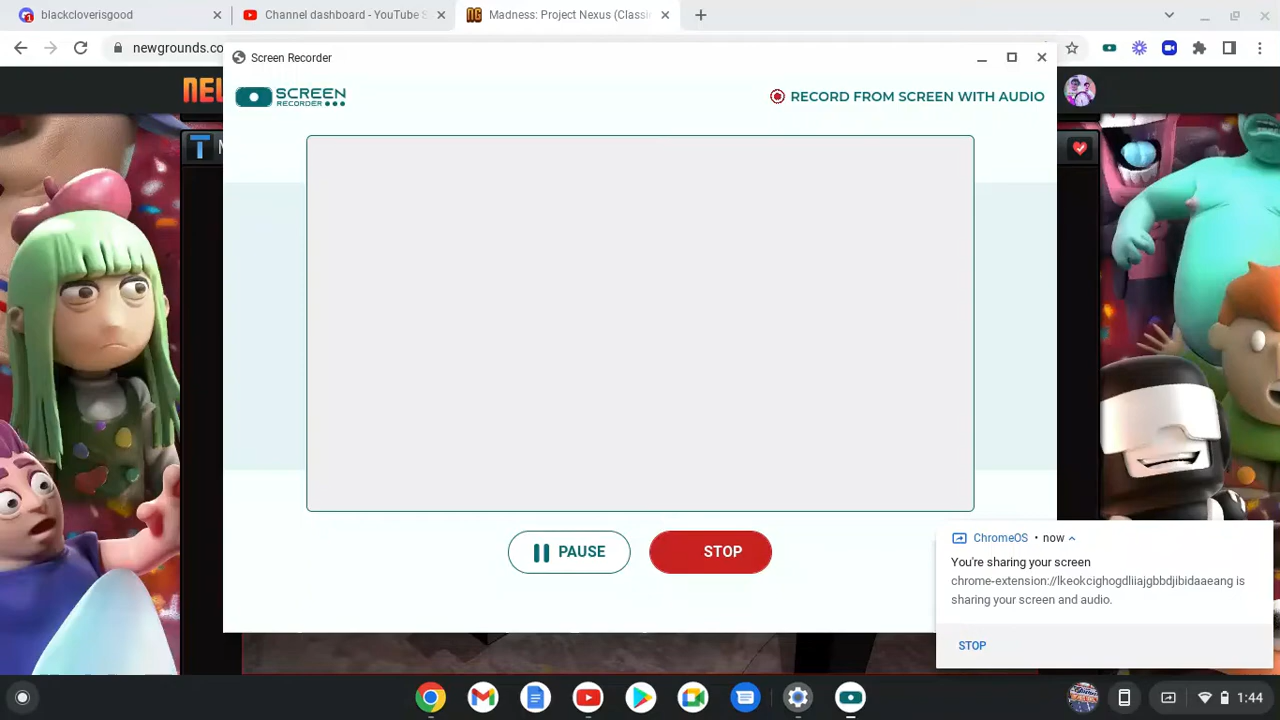 blackcloverisgood
Channel dashboard - YouTube S
NG
Madness: Project Nexus (Classi
newgrounds.co
Screen Recorder
SCREEN
RECORDER
RECORD FROM SCREEN WITH AUDIO
NEW
T
PAUSE
STOP
ChromeOS • now
You're sharing your screen
chrome-extension://lkeokcighogdliiajgbbdjibidaaeang is
sharing your screen and audio.
STOP
1:44